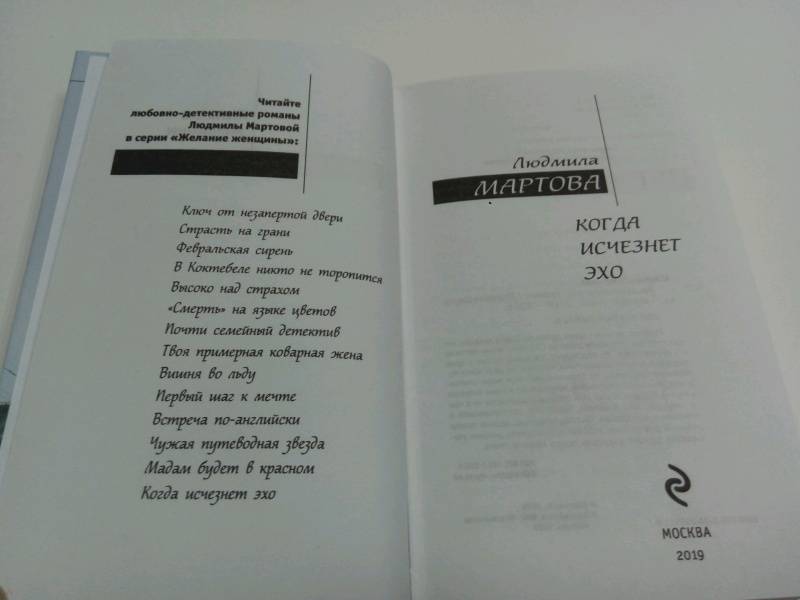 Читайте
любовно-детективные романы
Людмилы Мартовой
в серии «Желание женщины»:
Ключ от незапертой двери
Страсть на грани
Февральская сирень
В Коктебеле никто не торопится
Высоко над страхом
«Смерть» на языке цветов
Почти семейный детектив
Твоя примерная коварная жена
Вишня во льду
Первый шаг к мечте
Встреча по-английски
Чужая путеводная звезда
Мадам будет в красном
Когда исчезнет эхо
Людмила
МАРТОВА
КОГДА
ИСЧЕЗНЕТ
ЭХО
МОСКВА
2019